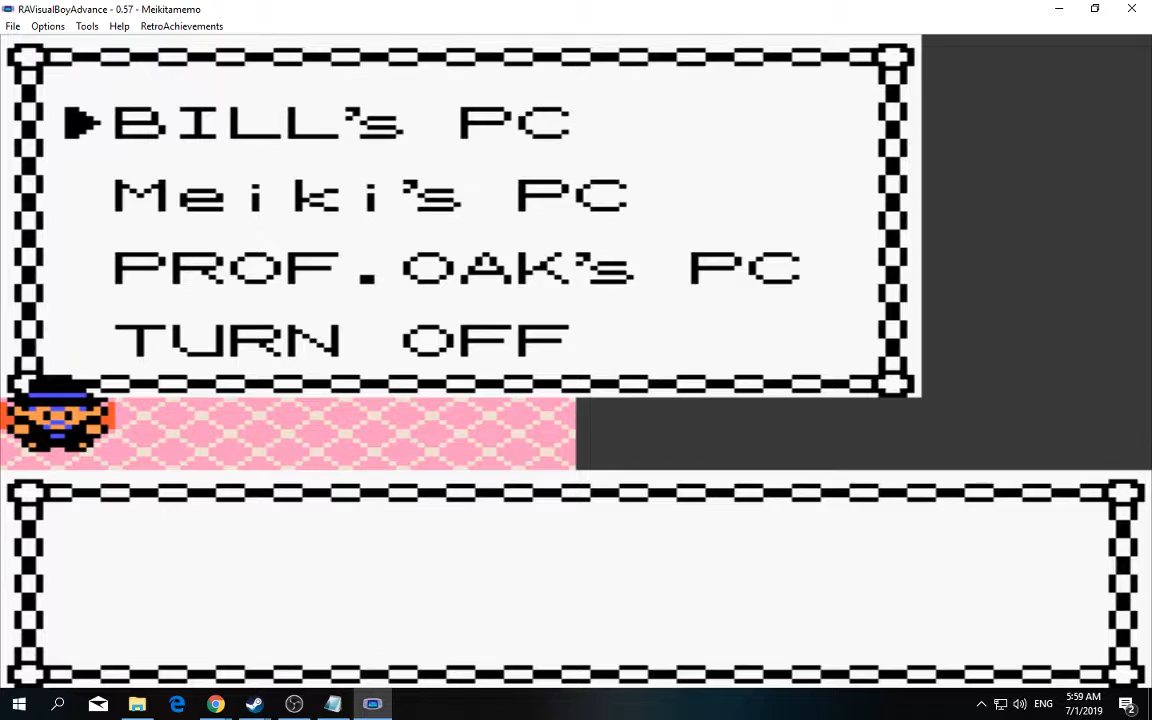 RAVisualBoyAdvance - 0.57 - Meikitamemo
File Options Tools Help RetroAchievements
BILL's PC
Meiki's PC
PROF.OAK's PC
TURN OFF
ENG
5:59 AM
7/1/2019
2